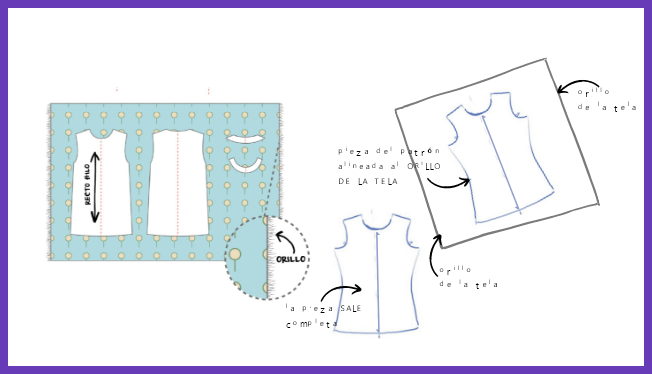 RECTO HILO
ORILLO
pieza del patrón
alineada al ORILLO
DE LA TELA
orillo
de la tela
orillo
de la tela
la pieza SALE
completa